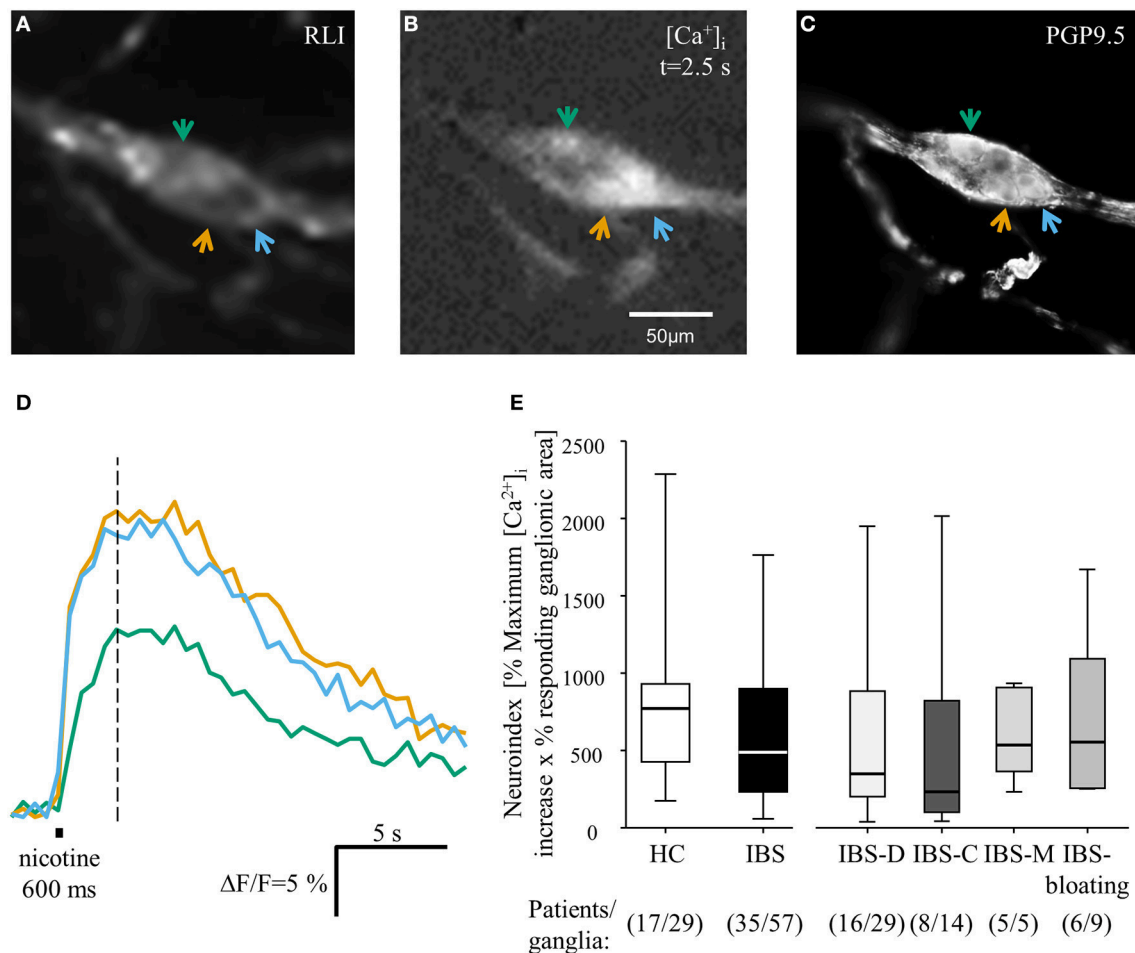 A
RLI
B
[Ca⁺]i
t=2.5 s
C
PGP9.5
50µm
D
nicotine
600 ms
5 s
ΔF/F=5 %
E
Neuroindex [% Maximum [Ca²⁺]i
increase x % responding ganglionic area]
2500
2000
1500
1000
500
0
HC
IBS
IBS-D
IBS-C
IBS-M
IBS-
bloating
Patients/
ganglia:
(17/29)
(35/57)
(16/29)
(8/14)
(5/5)
(6/9)